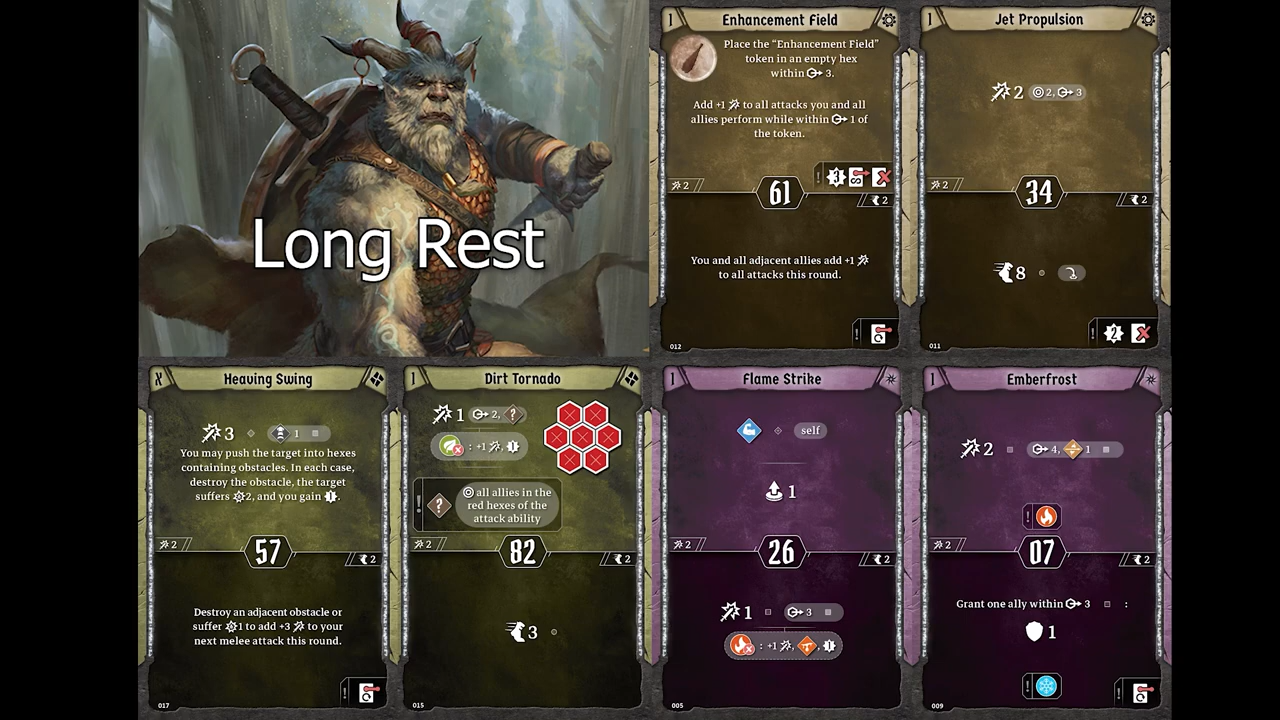 Long Rest
1
Enhancement Field
Place the "Enhancement Field"
token in an empty hex
within 3.
Add +1 to all attacks you and all
allies perform while within 1 of
the token.
2
61
2
You and all adjacent allies add +1
to all attacks this round.
012
1
Jet Propulsion
2 2, 3
2
34
2
8
2
011
X
Heaving Swing
3 1
You may push the target into hexes
containing obstacles. In each case,
destroy the obstacle, the target
suffers 2, and you gain 1.
2
57
2
Destroy an adjacent obstacle or
suffer 1 to add +3 to your
next melee attack this round.
017
1
Dirt Tornado
1 2, ?
: +1, 1
! ? all allies in the
red hexes of the
attack ability
2
82
2
3
015
1
Flame Strike
self
1
2
26
2
1 3
: +1, , 1
005
1
Emberfrost
2 4, 1
2
07
2
Grant one ally within 3 :
1
009